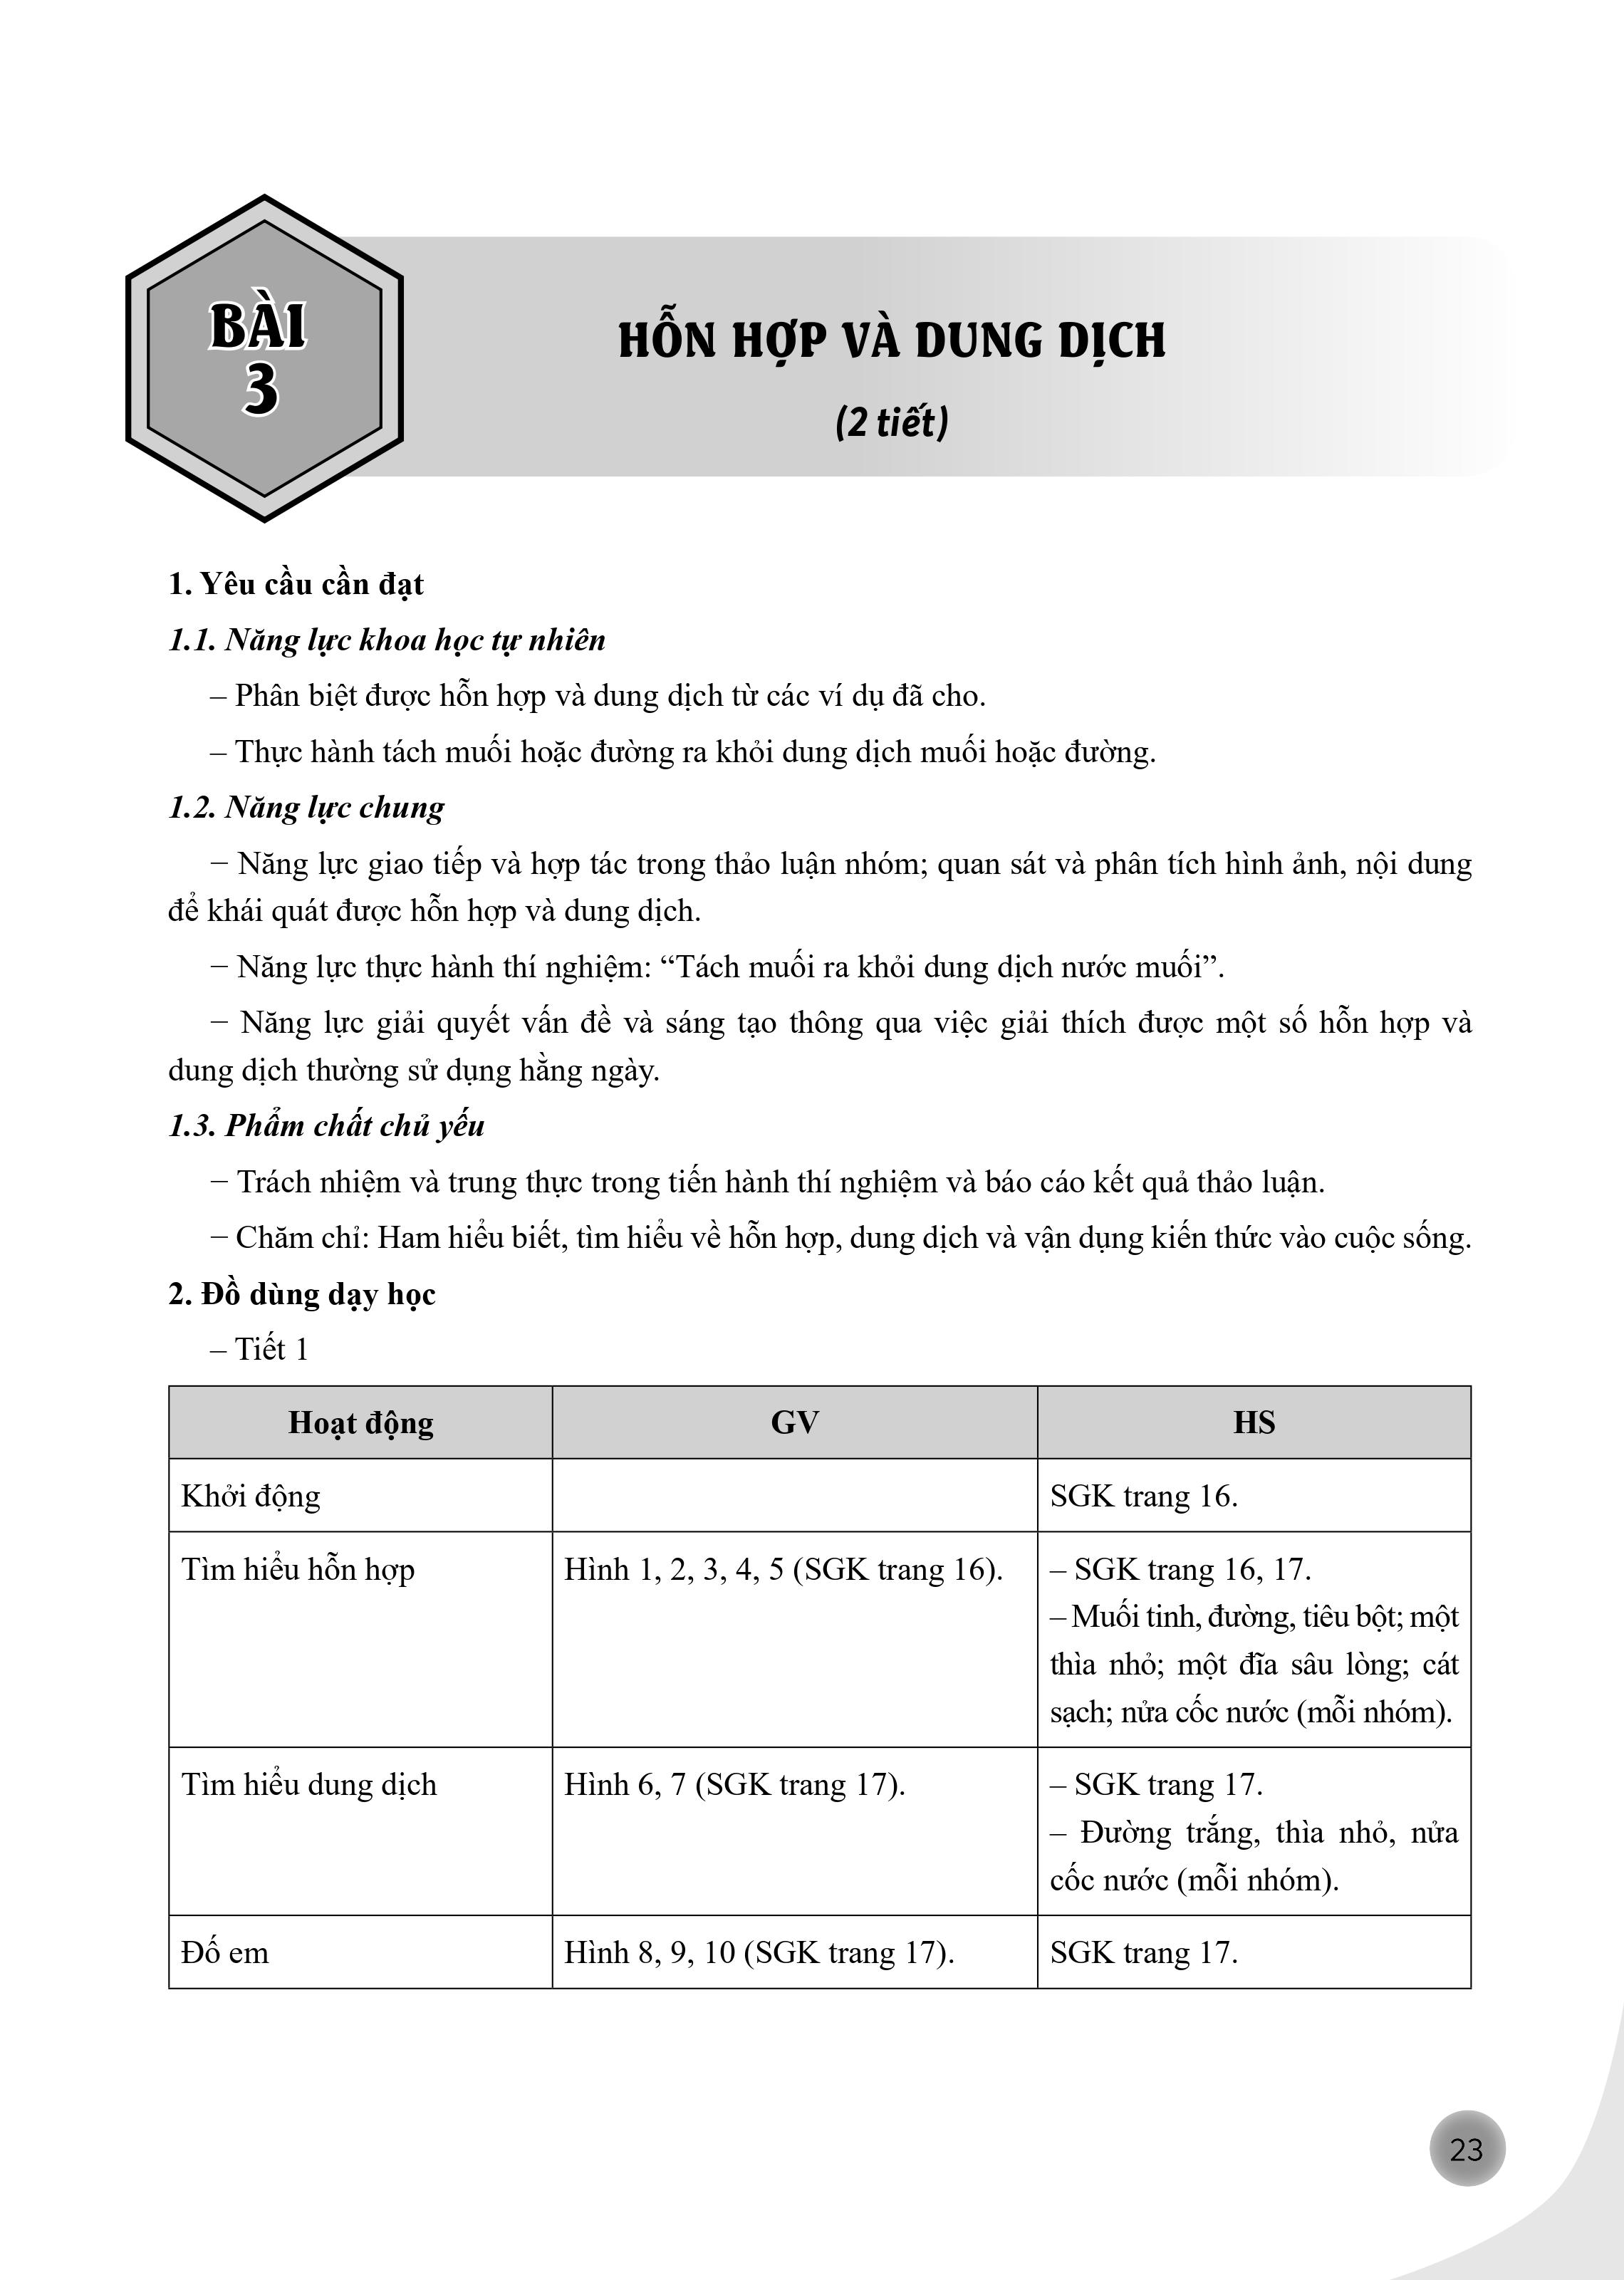 BÀI
3
HỖN HỢP VÀ DUNG DỊCH
(2 tiết)
1. Yêu cầu cần đạt
1.1. Năng lực khoa học tự nhiên
– Phân biệt được hỗn hợp và dung dịch từ các ví dụ đã cho.
– Thực hành tách muối hoặc đường ra khỏi dung dịch muối hoặc đường.
1.2. Năng lực chung
– Năng lực giao tiếp và hợp tác trong thảo luận nhóm; quan sát và phân tích hình ảnh, nội dung
để khái quát được hỗn hợp và dung dịch.
– Năng lực thực hành thí nghiệm: “Tách muối ra khỏi dung dịch nước muối”.
– Năng lực giải quyết vấn đề và sáng tạo thông qua việc giải thích được một số hỗn hợp và
dung dịch thường sử dụng hằng ngày.
1.3. Phẩm chất chủ yếu
– Trách nhiệm và trung thực trong tiến hành thí nghiệm và báo cáo kết quả thảo luận.
– Chăm chỉ: Ham hiểu biết, tìm hiểu về hỗn hợp, dung dịch và vận dụng kiến thức vào cuộc sống.
2. Đồ dùng dạy học
– Tiết 1
Hoạt động GV HS
Khởi động SGK trang 16.
Tìm hiểu hỗn hợp Hình 1, 2, 3, 4, 5 (SGK trang 16). – SGK trang 16, 17.
– Muối tinh, đường, tiêu bột; một
thìa nhỏ; một đĩa sâu lòng; cát
sạch; nửa cốc nước (mỗi nhóm).
Tìm hiểu dung dịch Hình 6, 7 (SGK trang 17). – SGK trang 17.
– Đường trắng, thìa nhỏ, nửa
cốc nước (mỗi nhóm).
Đố em Hình 8, 9, 10 (SGK trang 17). SGK trang 17.
23